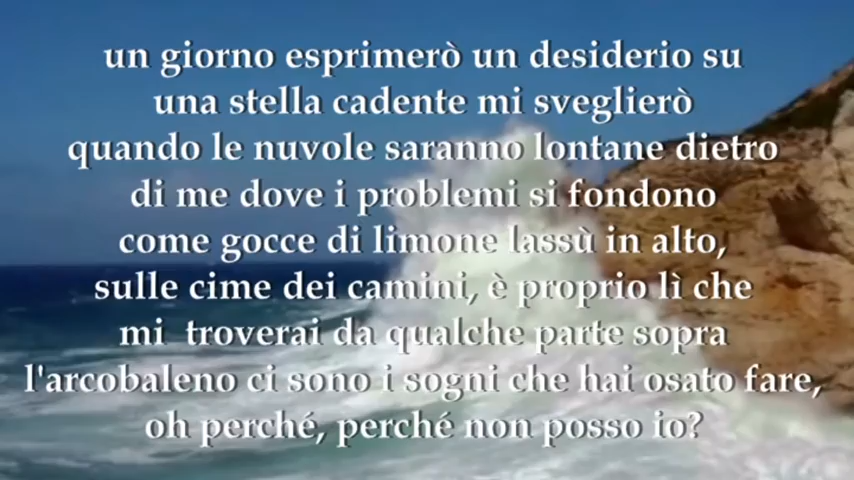 un giorno esprimerò un desiderio su
una stella cadente mi sveglierò
quando le nuvole saranno lontane dietro
di me dove i problemi si fondono
come gocce di limone lassù in alto,
sulle cime dei camini, è proprio lì che
mi  troverai da qualche parte sopra
l'arcobaleno ci sono i sogni che hai osato fare,
oh perché, perché non posso io?